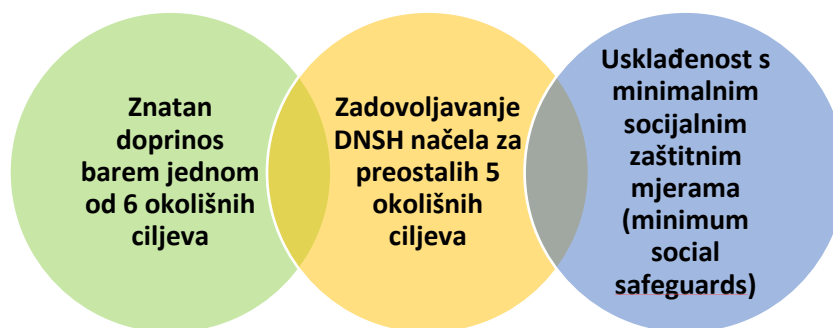 Znatan
doprinos
barem jednom
od 6 okolišnih
ciljeva
Zadovoljavanje
DNSH načela za
preostalih 5
okolišnih
ciljeva
Usklađenost s
minimalnim
socijalnim
zaštitnim
mjerama
(minimum
social
safeguards)